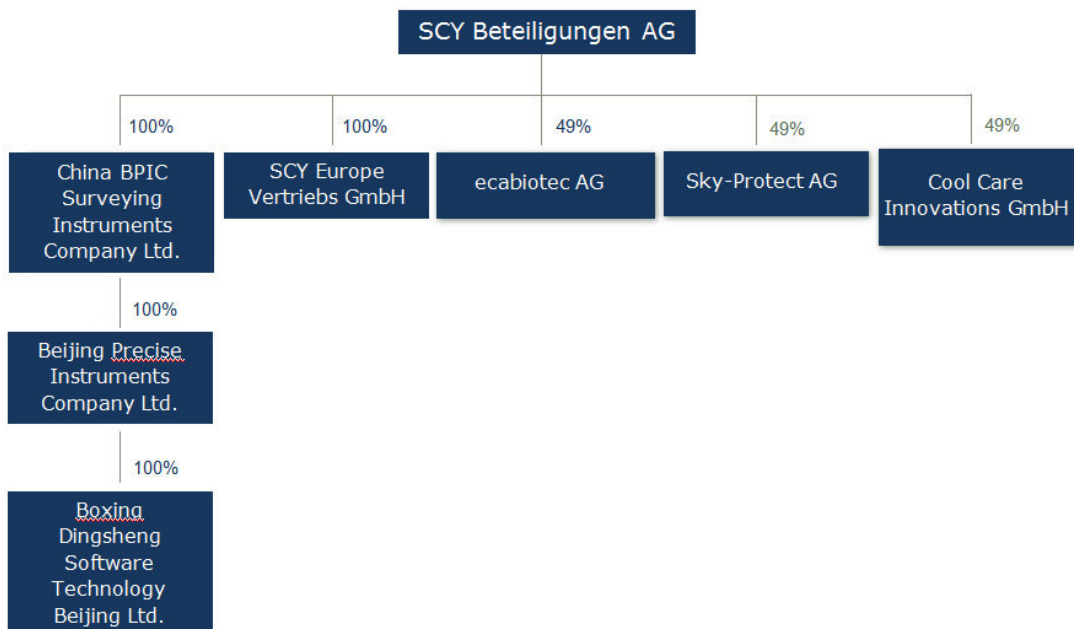 SCY Beteiligungen AG
100%
100%
49%
49%
49%
China BPIC
Surveying
Instruments
Company Ltd.
SCY Europe
Vertriebs GmbH
ecabiotec AG
Sky-Protect AG
Cool Care
Innovations GmbH
100%
Beijing Precise
Instruments
Company Ltd.
100%
Boxing
Dingsheng
Software
Technology
Beijing Ltd.